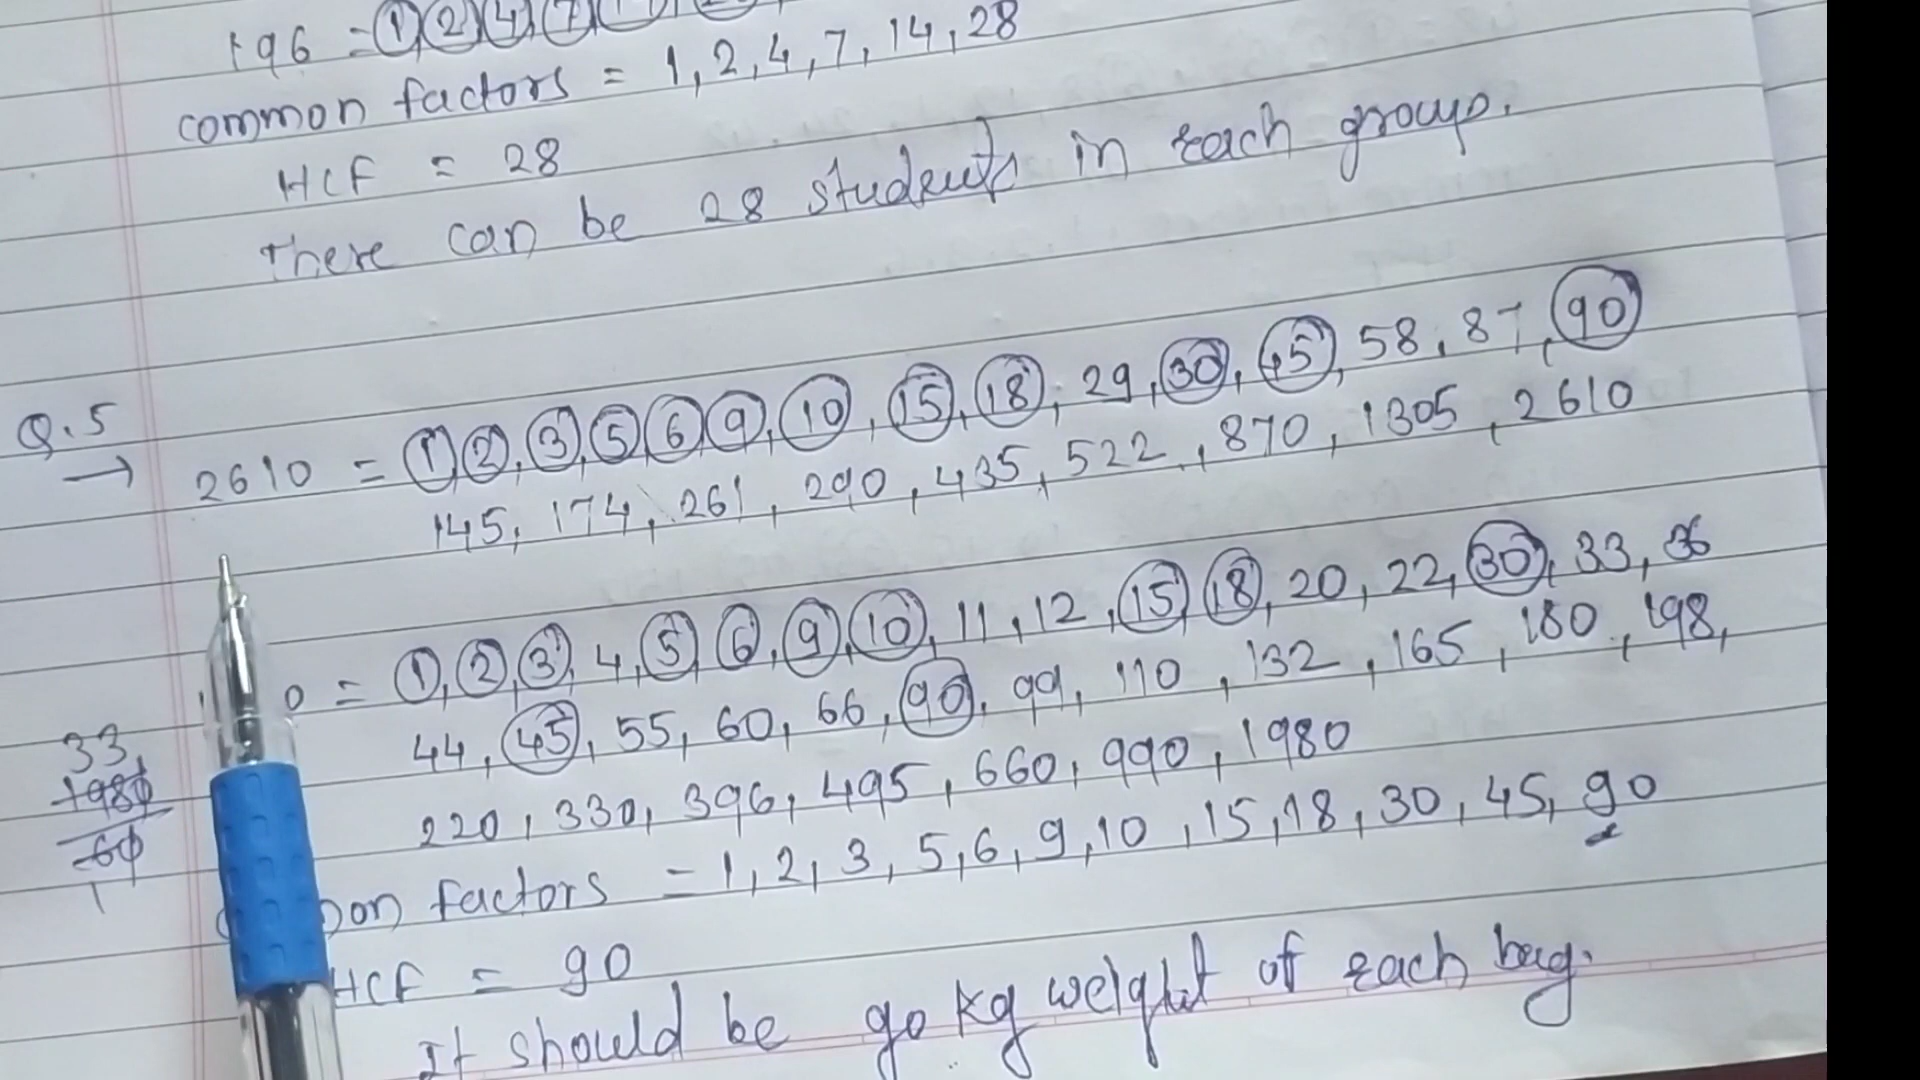 196 = 1, 2, 4, 7,
common factors = 1, 2, 4, 7, 14, 28
HCF = 28
There can be 28 students in each group.
Q.5
→ 2610 = 1, 2, 3, 5, 6, 9, 10, 15, 18, 29, 30, 45, 58, 87, 90
145, 174, 261, 290, 435, 522, 870, 1305, 2610
0 = 1, 2, 3, 4, 5, 6, 9, 10, 11, 12, 15, 18, 20, 22, 30, 33, 36
44, 45, 55, 60, 66, 90, 99, 110, 132, 165, 180, 198,
220, 330, 396, 495, 660, 990, 1980
33
1980
60
1
on factors = 1, 2, 3, 5, 6, 9, 10, 15, 18, 30, 45, 90
HCF = 90
It should be 90 kg weight of each bag.